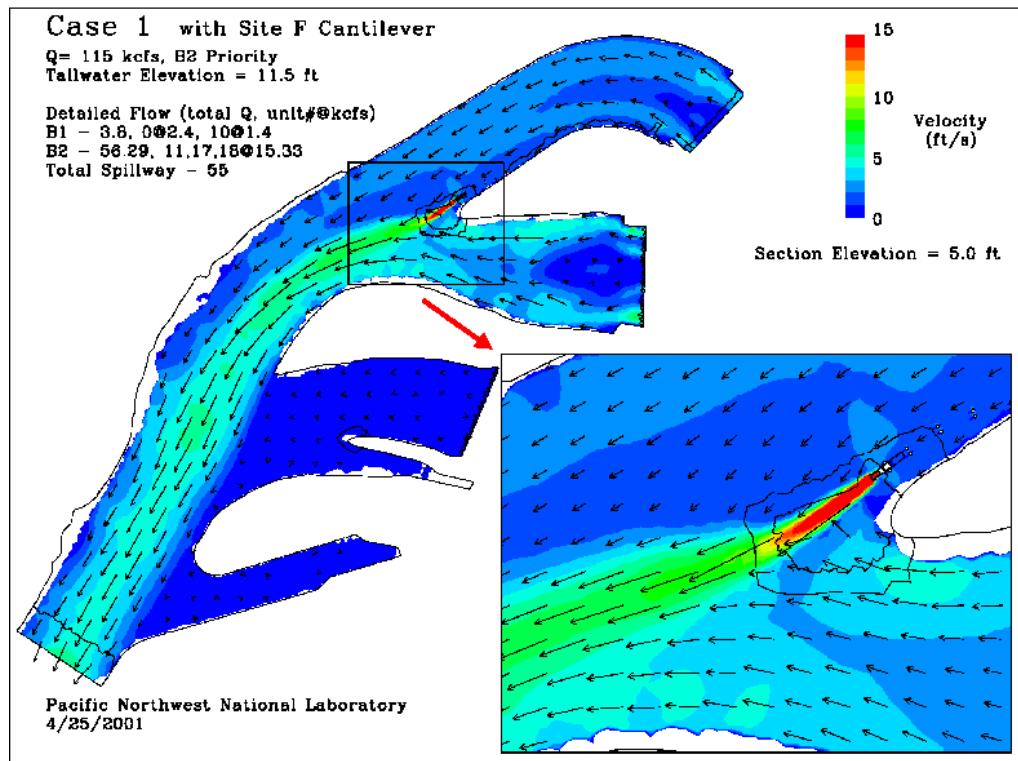 Case 1 with Site F Cantilever
Q= 115 kcfs, B2 Priority
Tailwater Elevation = 11.5 ft
Detailed Flow (total Q, unit#@kcfs)
B1 - 3.8, 0@2.4, 10@1.4
B2 - 56.29, 11,17,18@15.33
Total Spillway - 55
15
10
5
0
Velocity
(ft/s)
Section Elevation = 5.0 ft
Pacific Northwest National Laboratory
4/25/2001